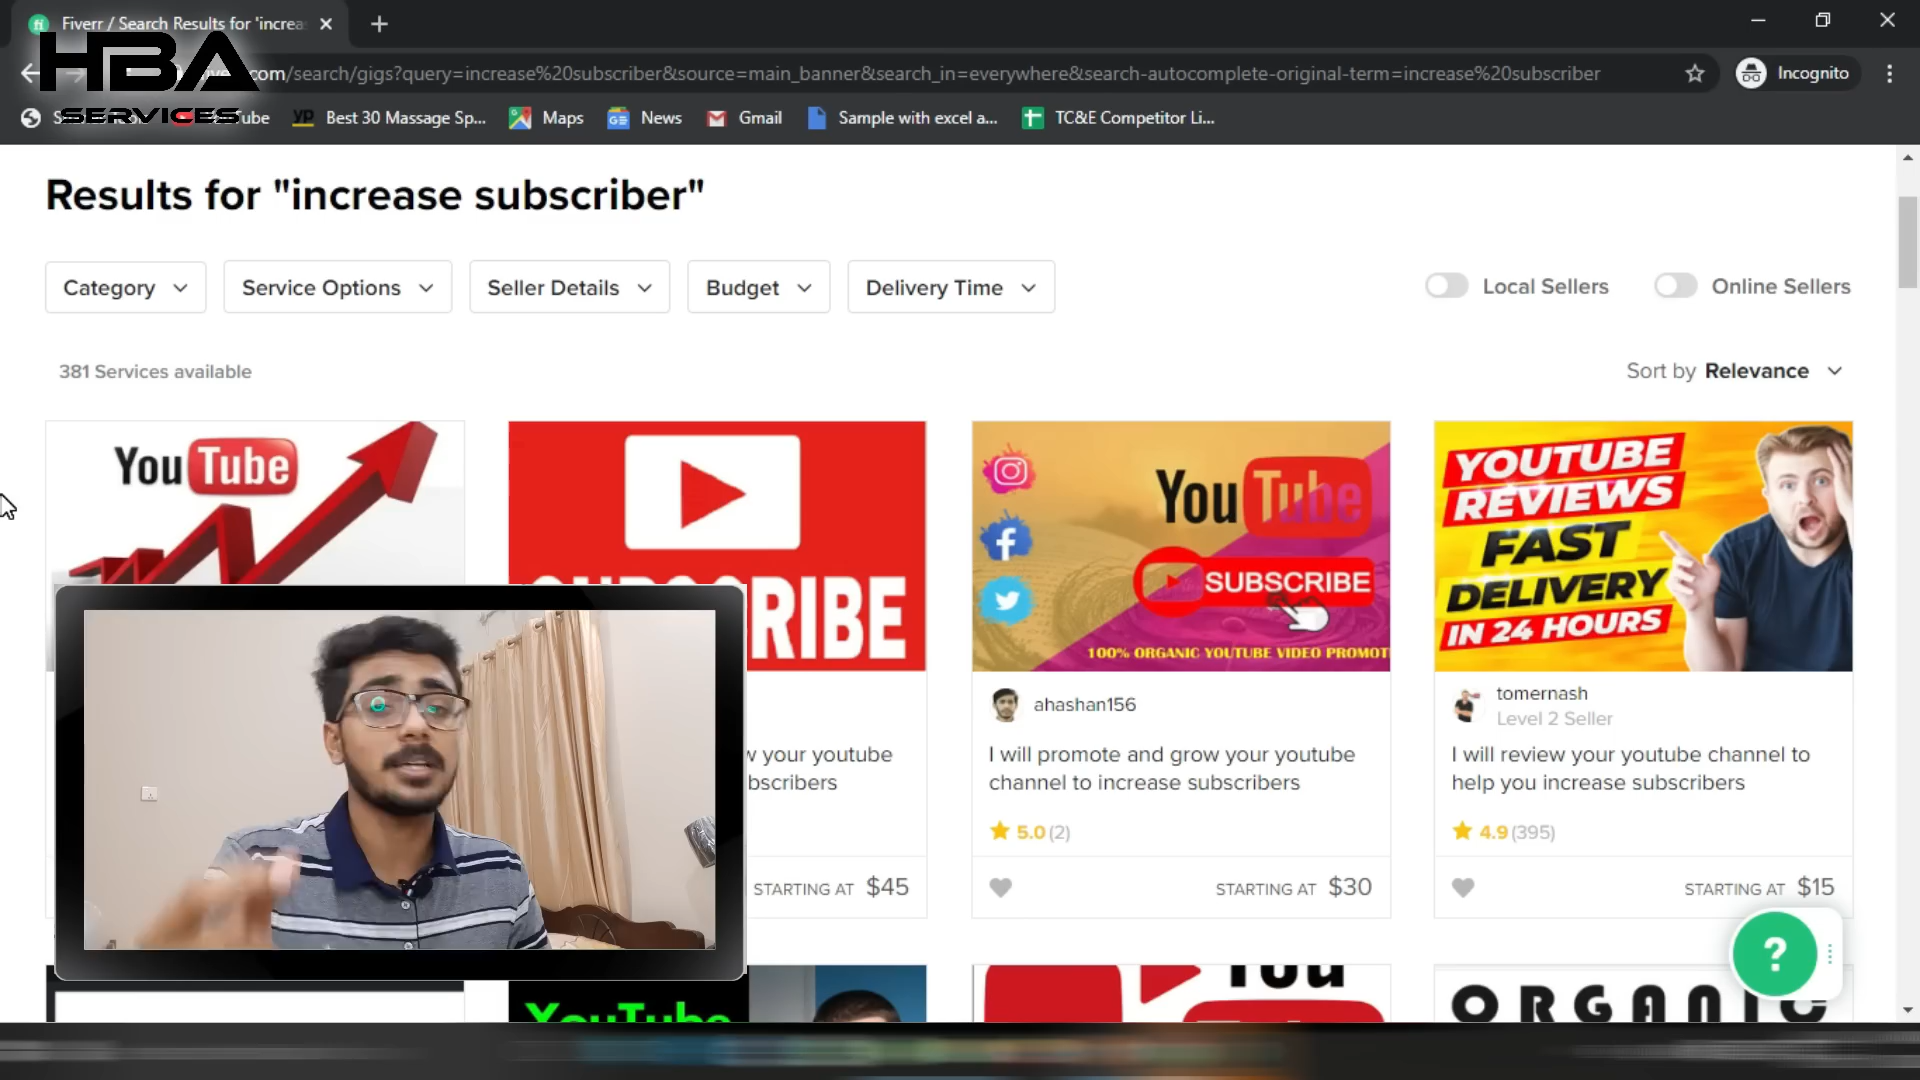 Fiverr / Search Results for 'increa
HBA
SERVICES
.com/search/gigs?query=increase%20subscriber&source=main_banner&search_in=everywhere&search-autocomplete-original-term=increase%20subscriber
Incognito
YouTube
Best 30 Massage Sp...
Maps
News
Gmail
Sample with excel a...
TC&E Competitor Li...
Results for "increase subscriber"
Category
Service Options
Seller Details
Budget
Delivery Time
Local Sellers
Online Sellers
381 Services available
Sort by Relevance
YouTube
RIBE
YouTube
SUBSCRIBE
100% ORGANIC YOUTUBE VIDEO PROMOT
YOUTUBE
REVIEWS
FAST
DELIVERY
IN 24 HOURS
your youtube
bscribers
STARTING AT $45
ahashan156
I will promote and grow your youtube
channel to increase subscribers
5.0 (2)
STARTING AT $30
tomernash
Level 2 Seller
I will review your youtube channel to
help you increase subscribers
4.9 (395)
STARTING AT $15
?
YouTube
You
ORGANIC